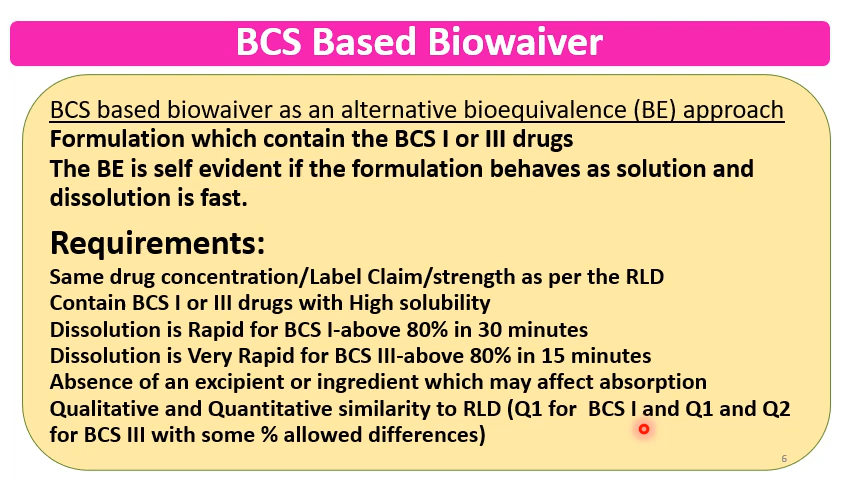 BCS Based Biowaiver
BCS based biowaiver as an alternative bioequivalence (BE) approach
Formulation which contain the BCS I or III drugs
The BE is self evident if the formulation behaves as solution and
dissolution is fast.
Requirements:
Same drug concentration/Label Claim/strength as per the RLD
Contain BCS I or III drugs with High solubility
Dissolution is Rapid for BCS I-above 80% in 30 minutes
Dissolution is Very Rapid for BCS III-above 80% in 15 minutes
Absence of an excipient or ingredient which may affect absorption
Qualitative and Quantitative similarity to RLD (Q1 for BCS I and Q1 and Q2
for BCS III with some % allowed differences)
6